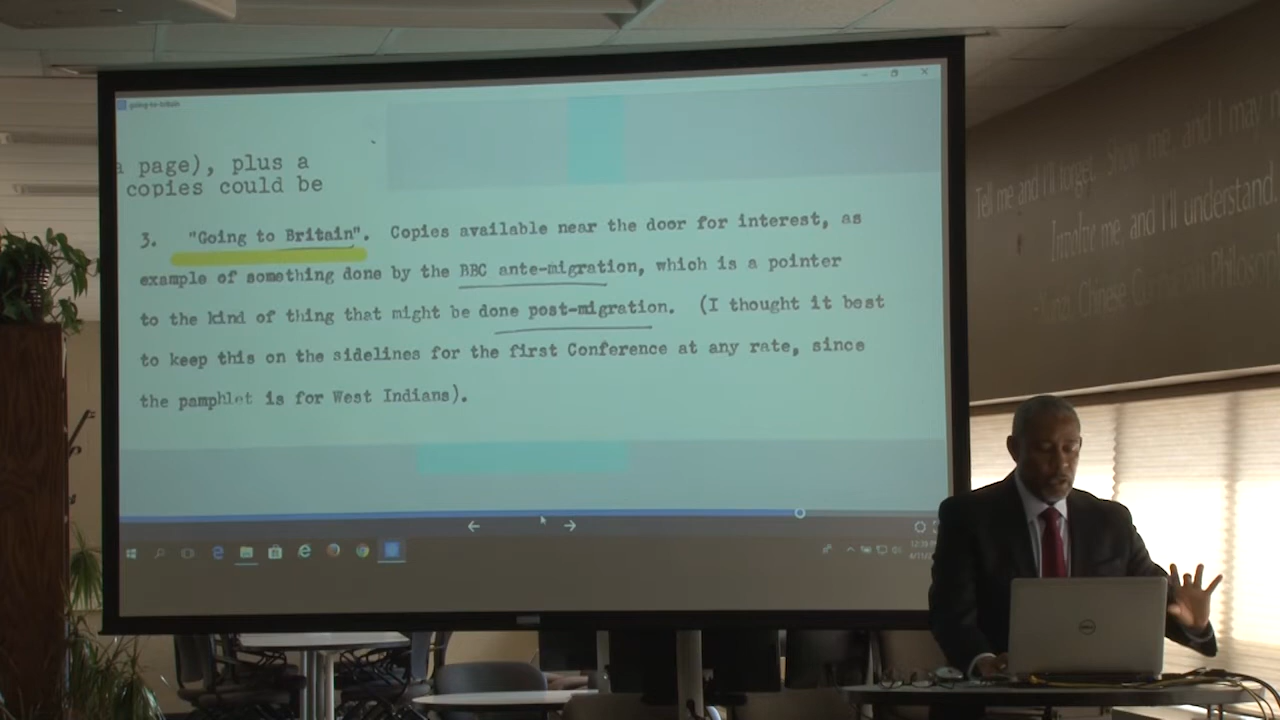 going-to-britain
a page), plus a
copies could be
3. "Going to Britain". Copies available near the door for interest, as
example of something done by the BBC ante-migration, which is a pointer
to the kind of thing that might be done post-migration. (I thought it best
to keep this on the sidelines for the first Conference at any rate, since
the pamphlet is for West Indians).
Tell me and I'll forget. Show me, and I may
Involve me, and I'll understand.
Chinese
DELL